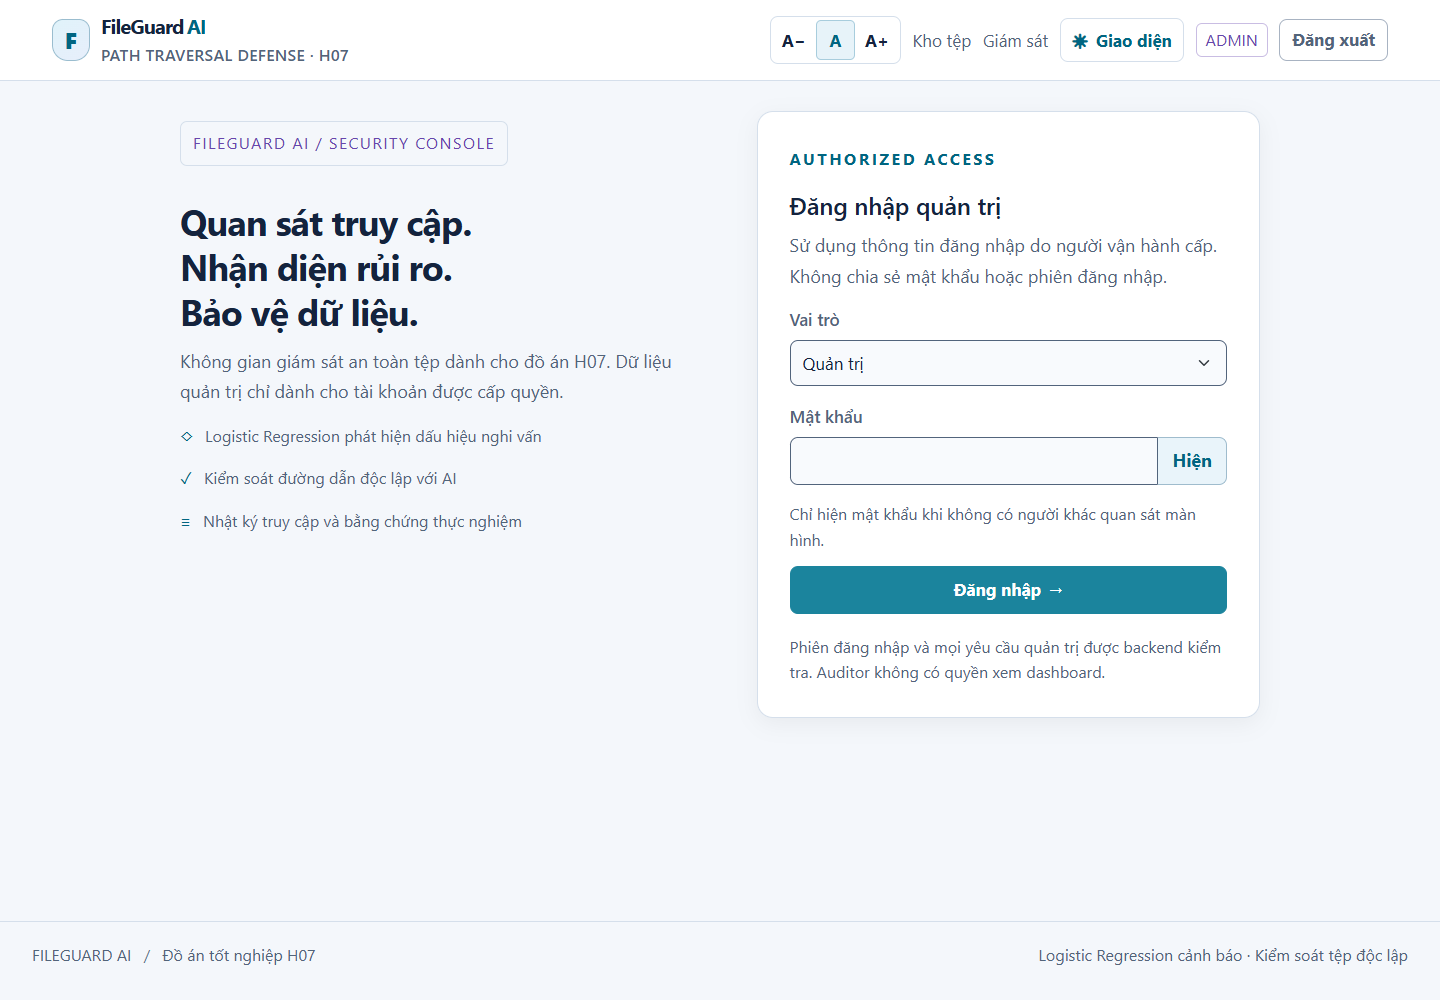 F
FileGuard AI
PATH TRAVERSAL DEFENSE · H07
A− A A+ Kho tệp Giám sát Giao diện ADMIN Đăng xuất
FILEGUARD AI / SECURITY CONSOLE
Quan sát truy cập.
Nhận diện rủi ro.
Bảo vệ dữ liệu.
Không gian giám sát an toàn tệp dành cho đồ án H07. Dữ liệu
quản trị chỉ dành cho tài khoản được cấp quyền.
◇ Logistic Regression phát hiện dấu hiệu nghi vấn
✓ Kiểm soát đường dẫn độc lập với AI
≡ Nhật ký truy cập và bằng chứng thực nghiệm
AUTHORIZED ACCESS
Đăng nhập quản trị
Sử dụng thông tin đăng nhập do người vận hành cấp.
Không chia sẻ mật khẩu hoặc phiên đăng nhập.
Vai trò
Quản trị
Mật khẩu
Hiện
Chỉ hiện mật khẩu khi không có người khác quan sát màn
hình.
Đăng nhập →
Phiên đăng nhập và mọi yêu cầu quản trị được backend kiểm
tra. Auditor không có quyền xem dashboard.
FILEGUARD AI / Đồ án tốt nghiệp H07
Logistic Regression cảnh báo · Kiểm soát tệp độc lập